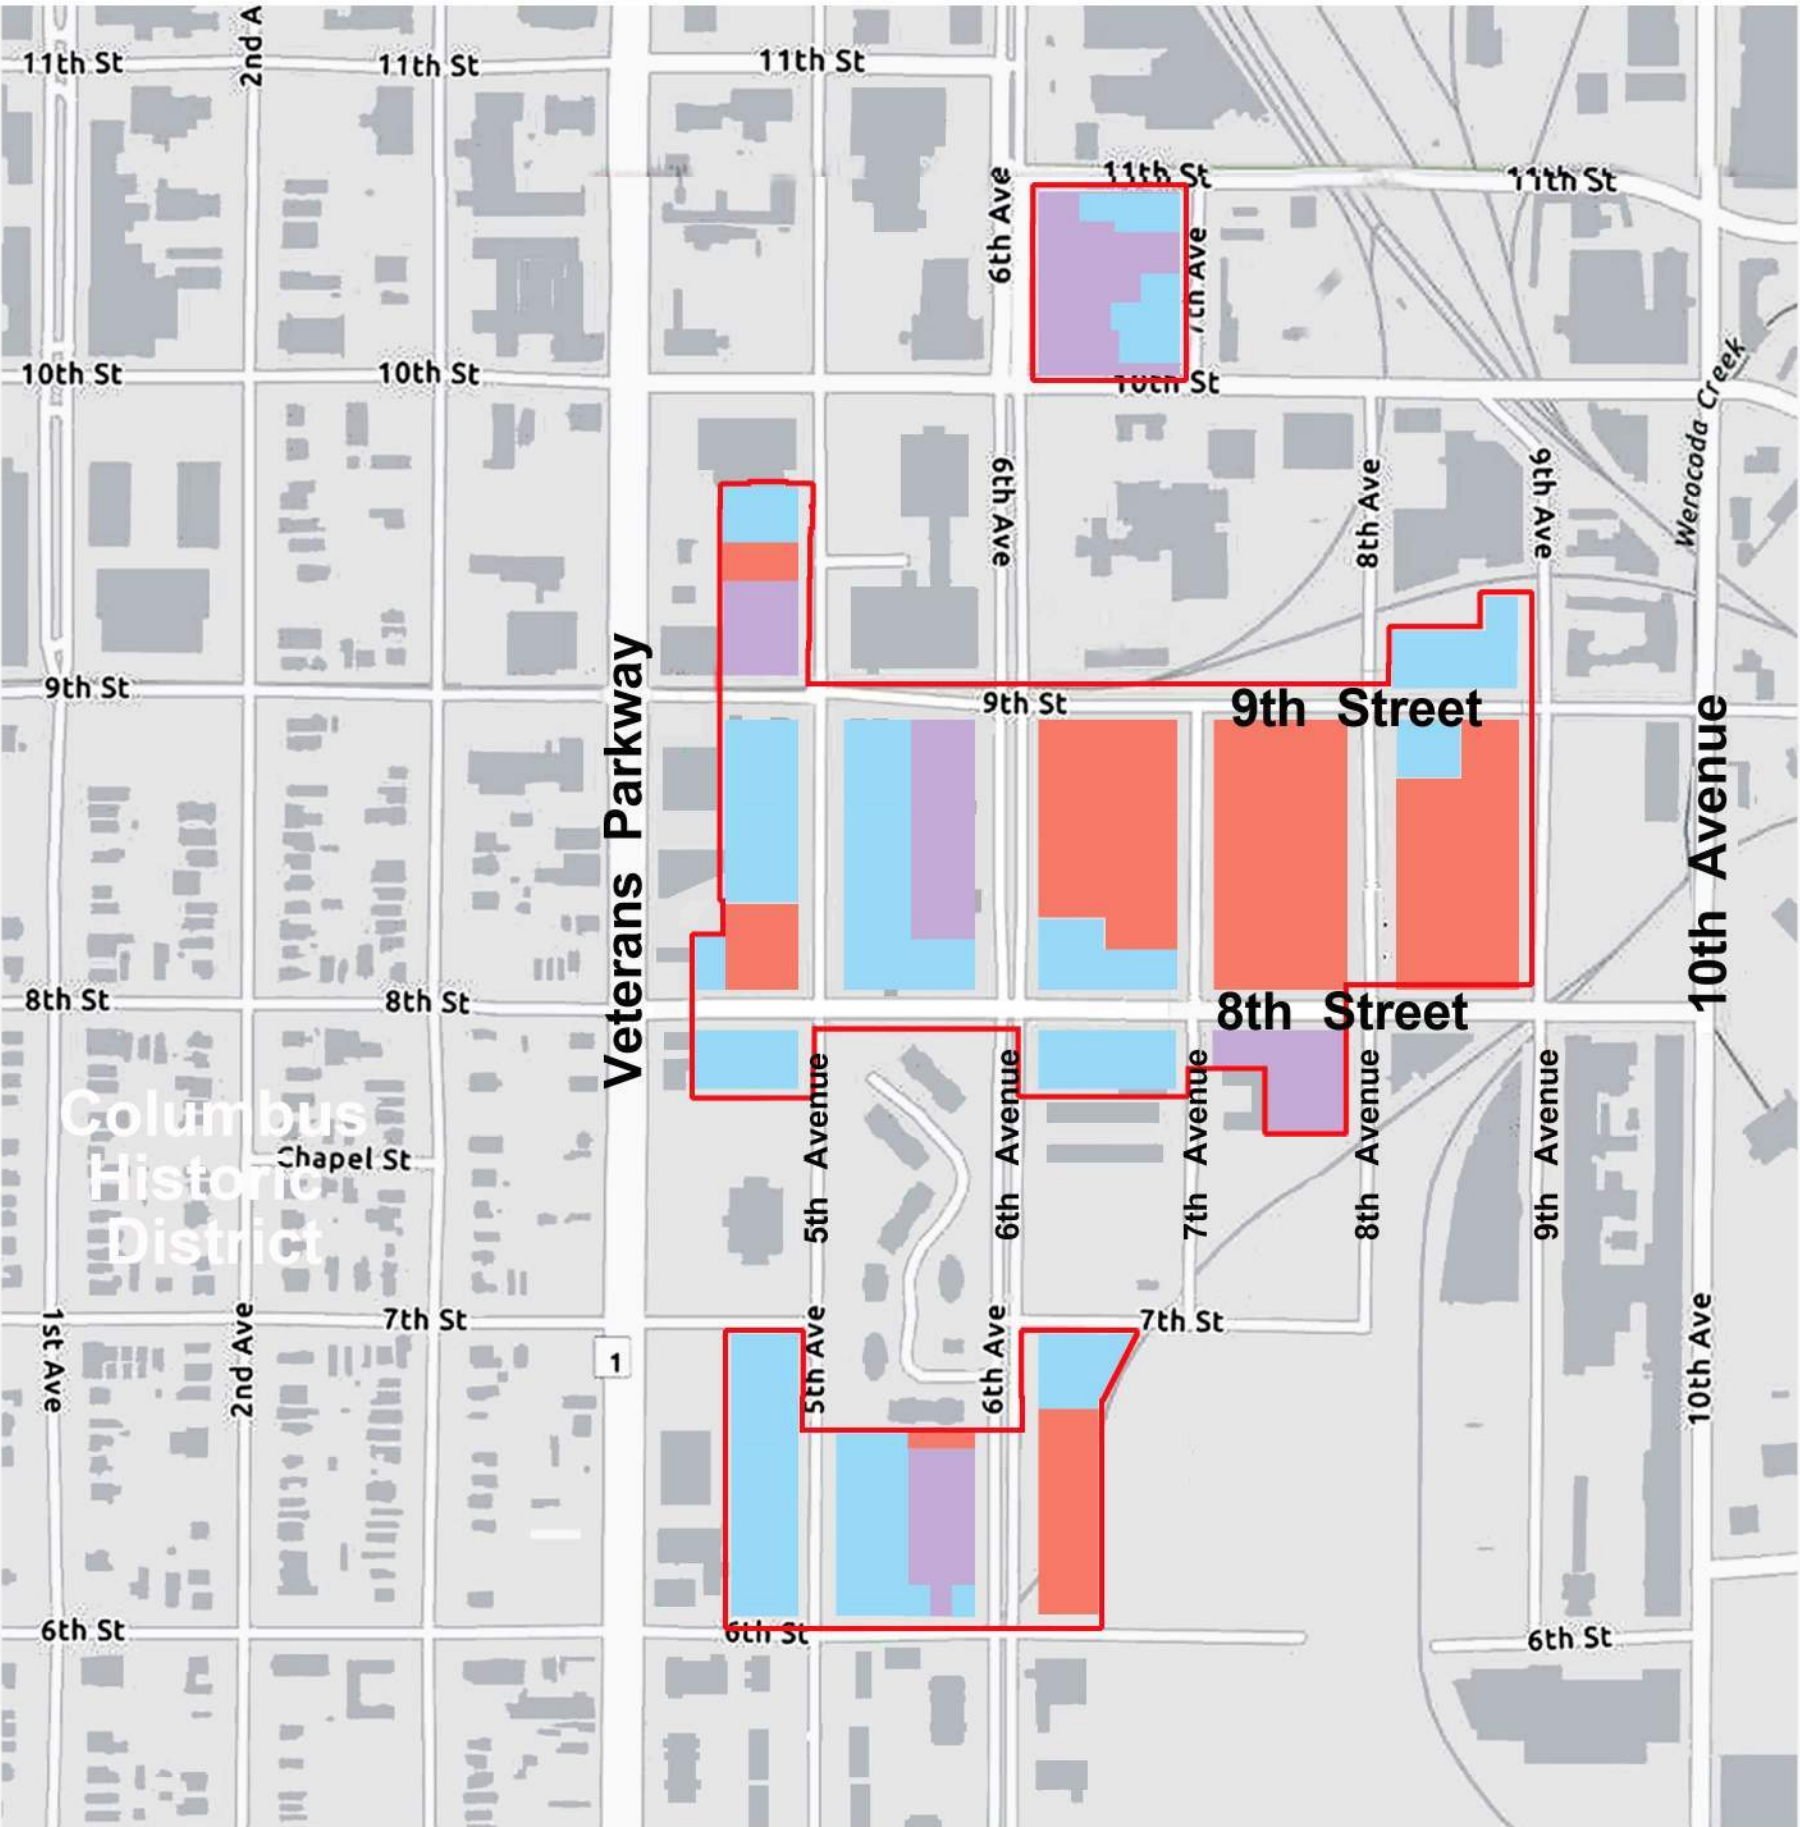 2nd A
11th St
11th St
11th St
11th St
11th St
6th Ave
7th Ave
10th St
10th St
10th St
Werocoda Creek
6th Ave
8th Ave
9th Ave
9th St
9th St
9th Street
Veterans Parkway
10th Avenue
8th St
8th St
8th Street
Columbus
Historic
District
Chapel St
5th Avenue
6th Avenue
7th Avenue
8th Avenue
9th Avenue
7th St
7th St
1st Ave
2nd Ave
1
5th Ave
6th Ave
10th Ave
6th St
6th St
6th St